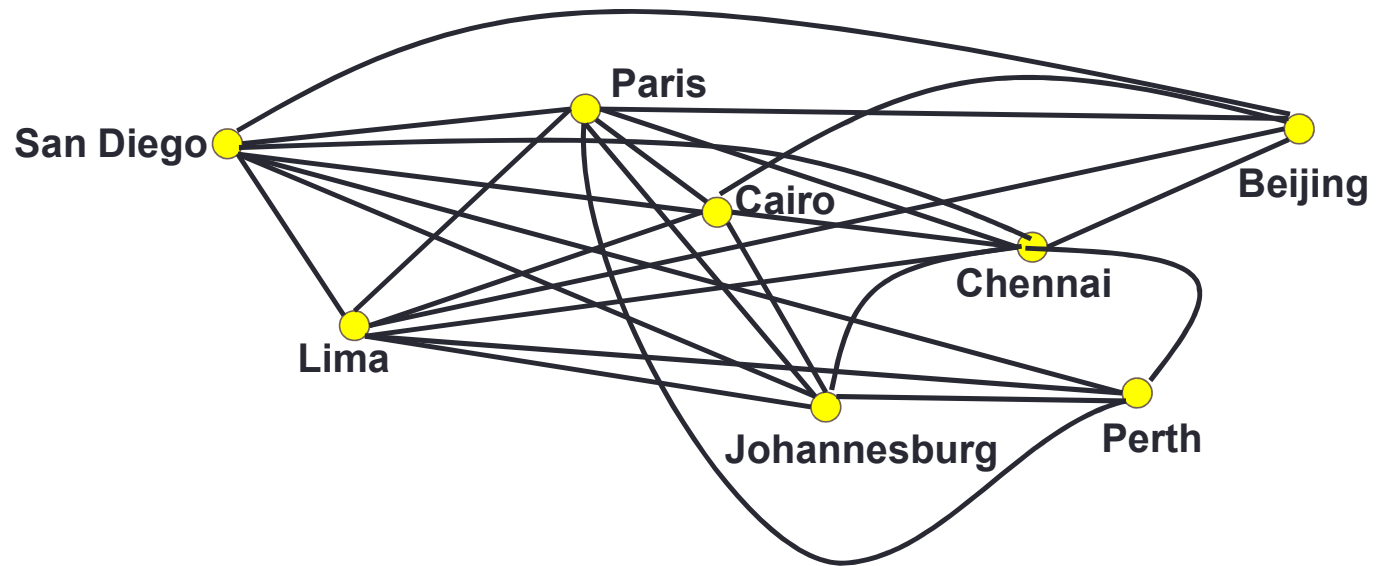 Paris
San Diego
Beijing
Cairo
Chennai
Lima
Johannesburg
Perth